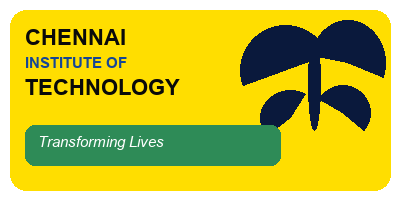 CHENNAI
INSTITUTE OF
TECHNOLOGY
Transforming Lives